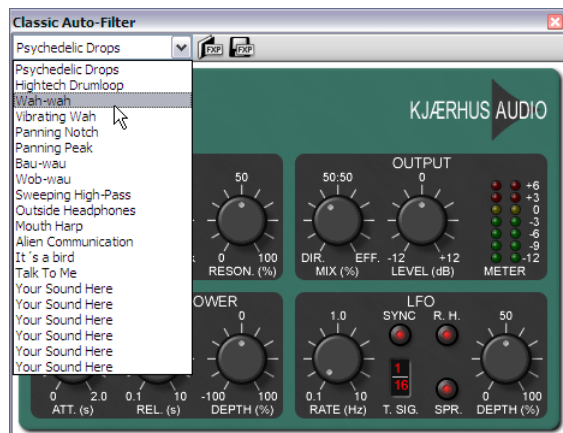 Classic Auto-Filter
Psychedelic Drops
FXP FXP
Psychedelic Drops
Hightech Drumloop
Wah-wah
Vibrating Wah
Panning Notch
Panning Peak
Bau-wau
Wob-wau
Sweeping High-Pass
Outside Headphones
Mouth Harp
Alien Communication
It´s a bird
Talk To Me
Your Sound Here
Your Sound Here
Your Sound Here
Your Sound Here
Your Sound Here
Your Sound Here
KJÆRHUS AUDIO
50
0 100
RESON. (%)
OUTPUT
50:50 0
DIR. EFF. -12 +12
MIX (%) LEVEL (dB) METER
+6
+3
0
-3
-6
-9
-12
OWER
0
0 2.0 0.1 10 -100 100
ATT. (s) REL. (s) DEPTH (%)
LFO
1.0 SYNC R. H. 50
1
16
0.1 10 0 100
RATE (Hz) T. SIG. SPR. DEPTH (%)